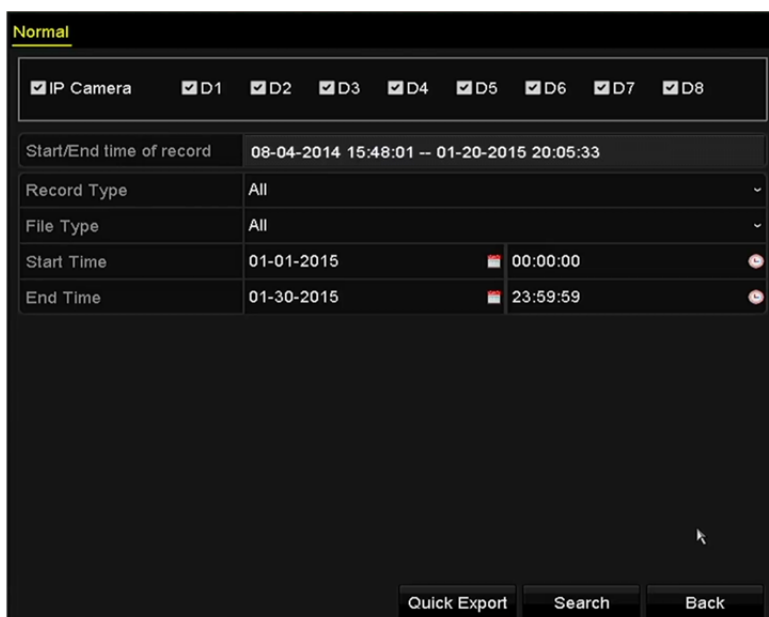 Normal
IP Camera D1 D2 D3 D4 D5 D6 D7 D8
Start/End time of record 08-04-2014 15:48:01 -- 01-20-2015 20:05:33
Record Type All
File Type All
Start Time 01-01-2015 00:00:00
End Time 01-30-2015 23:59:59
Quick Export Search Back